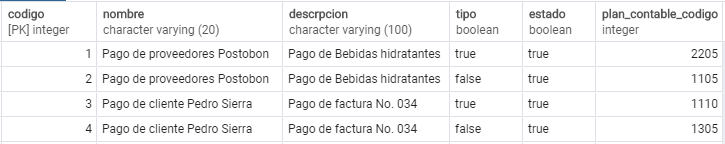 codigo nombre descrpcion tipo estado plan_contable_codigo
[PK] integer character varying (20) character varying (100) boolean boolean integer
1 Pago de proveedores Postobon Pago de Bebidas hidratantes true true 2205
2 Pago de proveedores Postobon Pago de Bebidas hidratantes false true 1105
3 Pago de cliente Pedro Sierra Pago de factura No. 034 true true 1110
4 Pago de cliente Pedro Sierra Pago de factura No. 034 false true 1305